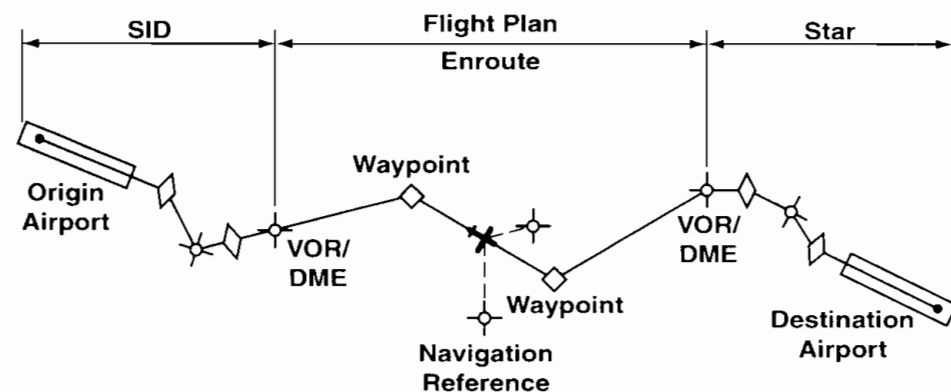 SID
Flight Plan
Enroute
Star
Origin
Airport
Waypoint
VOR/
DME
Waypoint
VOR/
DME
Navigation
Reference
Destination
Airport